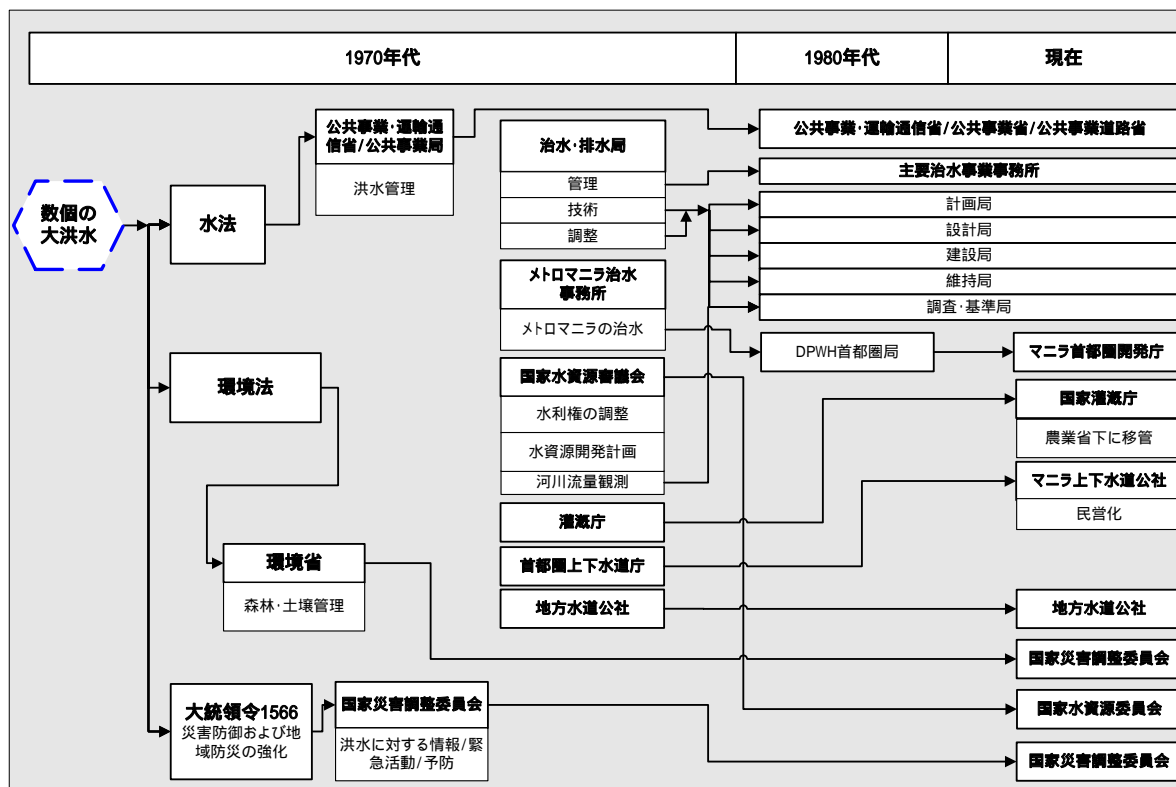 1970年代
1980年代
現在
数個の
大洪水
水法
公共事業･運輸通
信省/公共事業局
洪水管理
治水･排水局
管理
技術
調整
メトロマニラ治水
事務所
メトロマニラの治水
国家水資源審議会
水利権の調整
水資源開発計画
河川流量観測
灌漑庁
首都圏上下水道庁
地方水道公社
環境法
環境省
森林･土壌管理
大統領令1566
災害防御および地
域防災の強化
国家災害調整委員会
洪水に対する情報/緊
急活動/予防
公共事業･運輸通信省/公共事業省/公共事業道路省
主要治水事業事務所
計画局
設計局
建設局
維持局
調査･基準局
DPWH首都圏局
マニラ首都圏開発庁
国家灌漑庁
農業省下に移管
マニラ上下水道公社
民営化
地方水道公社
国家災害調整委員会
国家水資源委員会
国家災害調整委員会